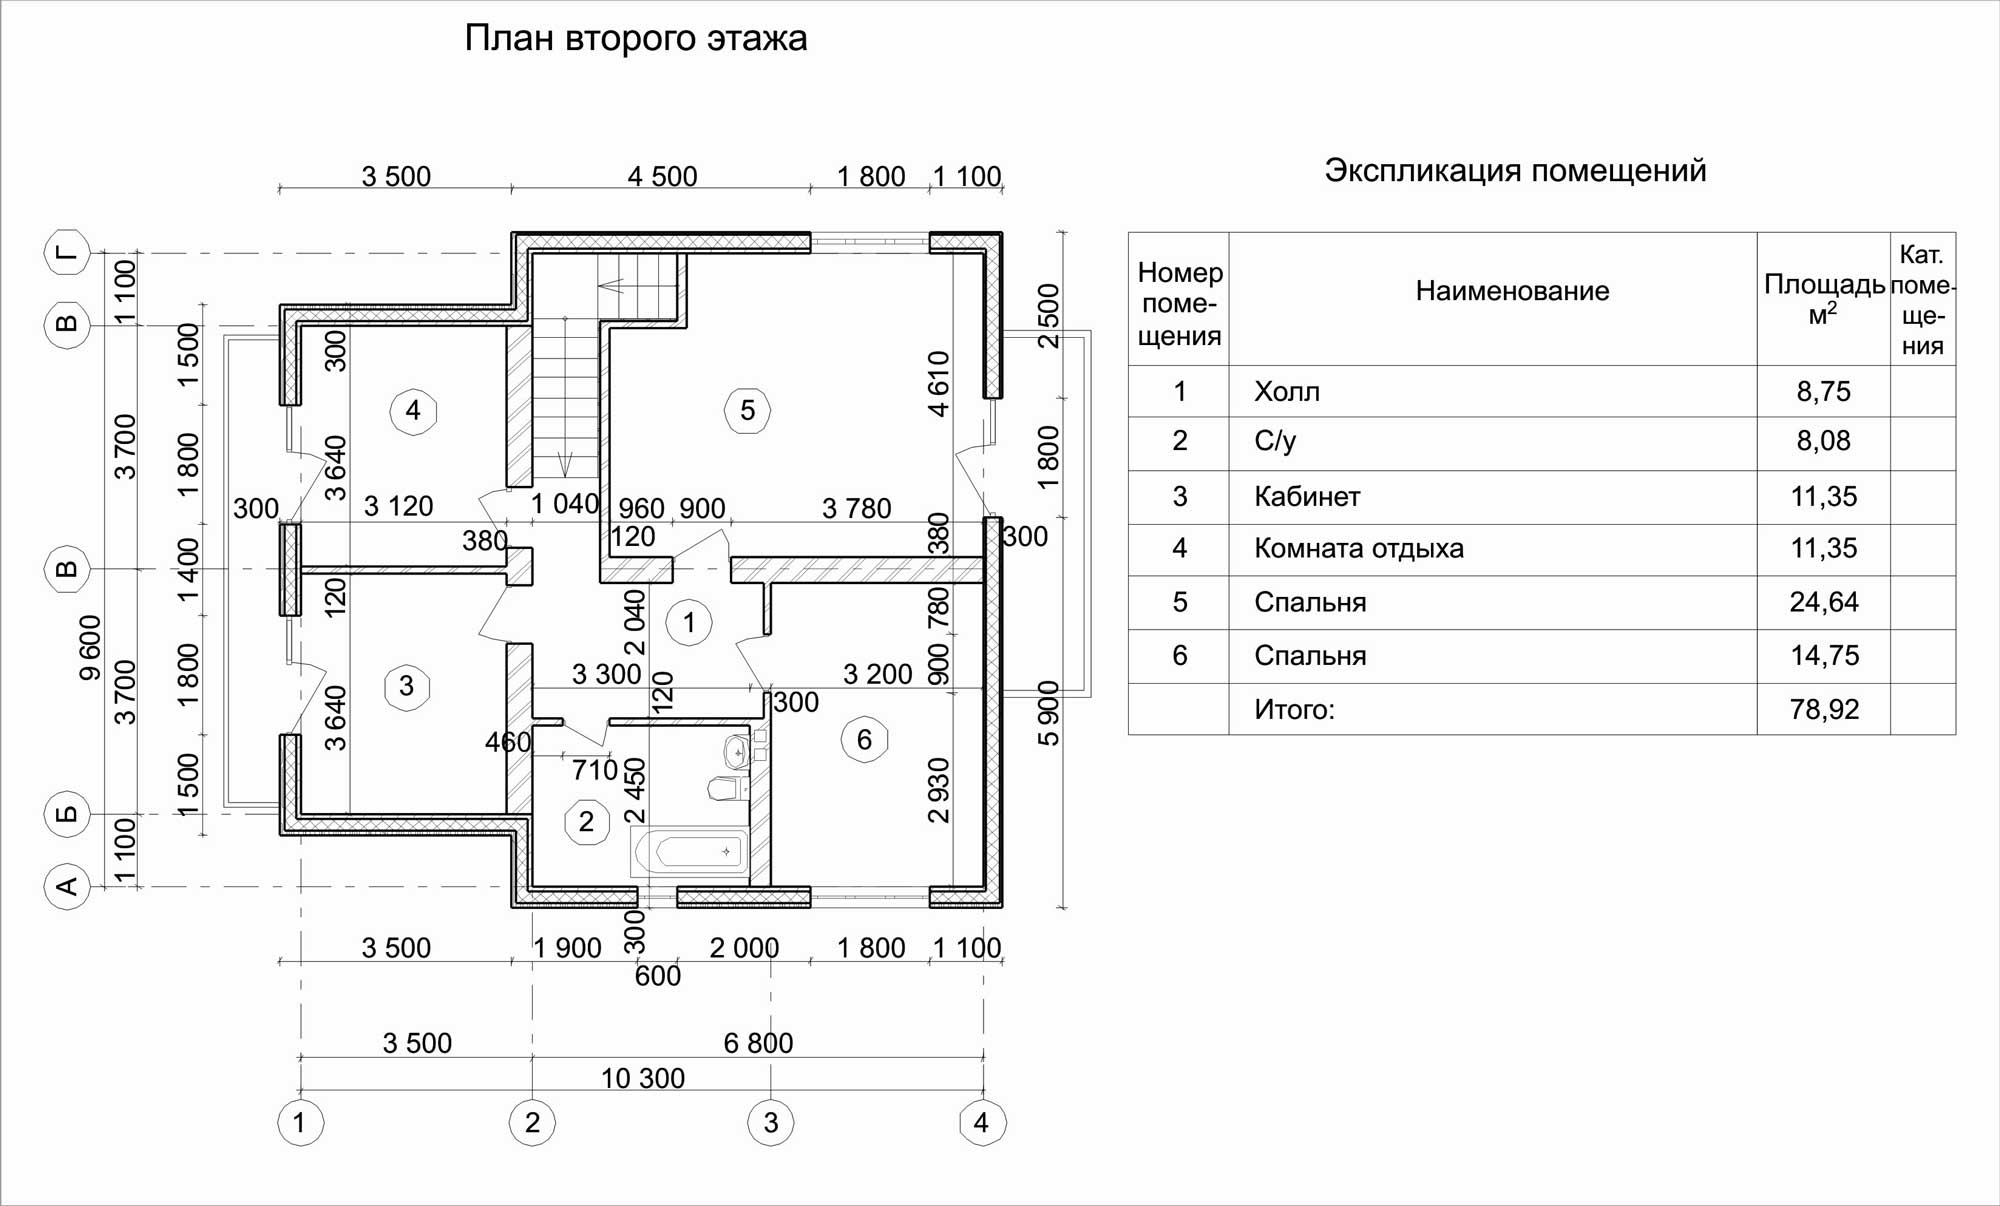 План второго этажа
3 500 4 500 1 800 1 100
Г
В
В
Б
А
1 100
3 700
3 700
1 100
9 600
1 500
1 800
1 400
1 800
1 500
300
3 640
120
3 640
4
300 3 120 1 040 960 900 3 780
380 120 380 300
5
4 610
2 500
1 800
5 900
3
1
2 040
3 300
120
3 200
300
780
900
2 930
6
460
710
2
2 450
300
3 500 1 900 2 000 1 800 1 100
600
3 500 6 800
10 300
1 2 3 4
Экспликация помещений
Номер
поме-
щения
Наименование
Площадь
м²
Кат.
поме-
ще-
ния
1 Холл 8,75
2 С/у 8,08
3 Кабинет 11,35
4 Комната отдыха 11,35
5 Спальня 24,64
6 Спальня 14,75
Итого: 78,92